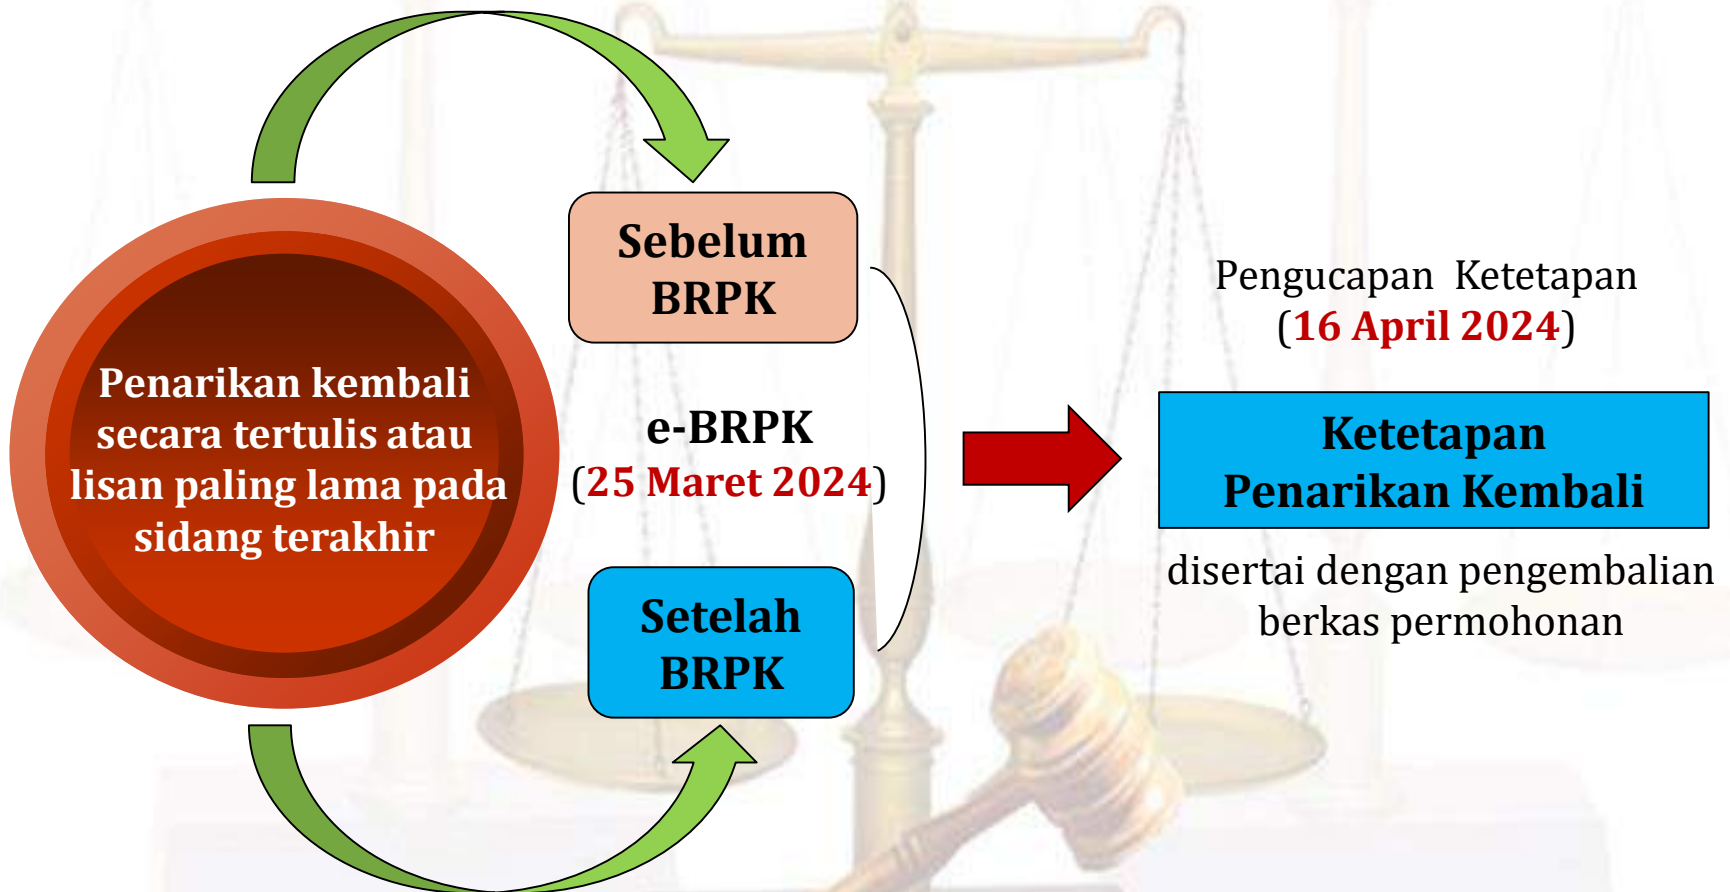 Penarikan kembali
secara tertulis atau
lisan paling lama pada
sidang terakhir
Sebelum
BRPK
e-BRPK
(25 Maret 2024)
Setelah
BRPK
Pengucapan Ketetapan
(16 April 2024)
Ketetapan
Penarikan Kembali
disertai dengan pengembalian
berkas permohonan